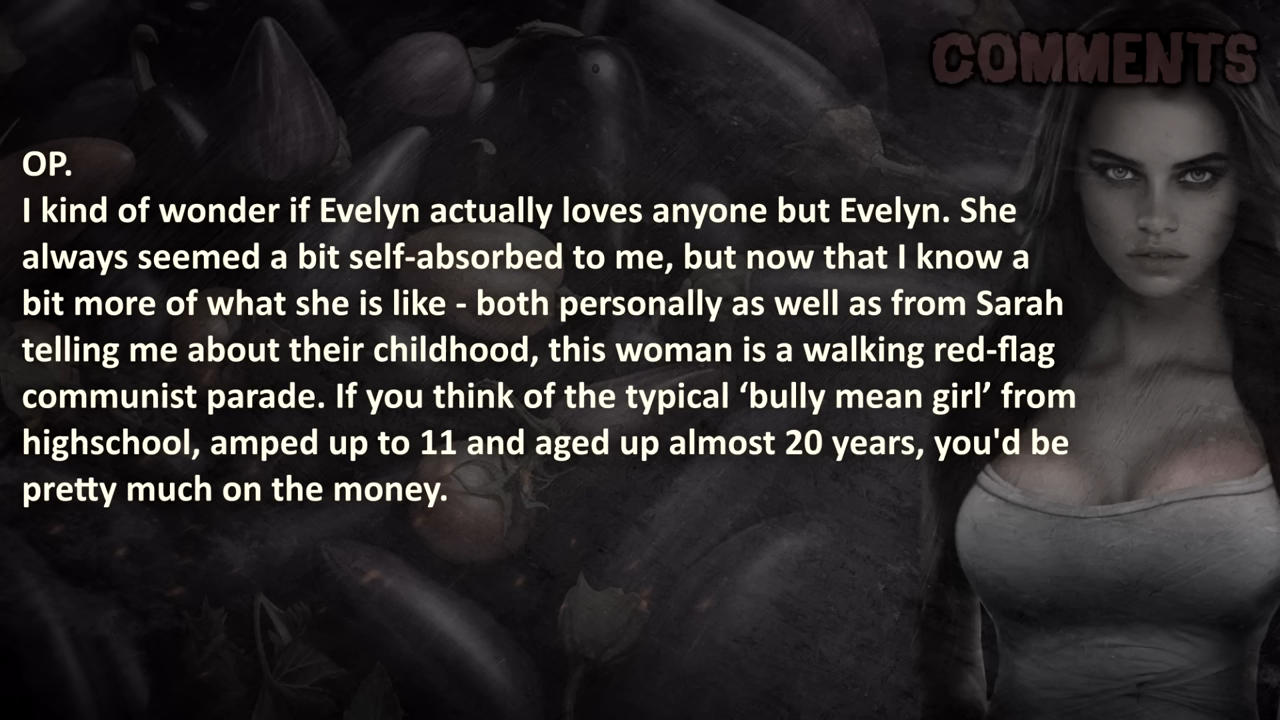 COMMENTS
OP.
I kind of wonder if Evelyn actually loves anyone but Evelyn. She
always seemed a bit self-absorbed to me, but now that I know a
bit more of what she is like - both personally as well as from Sarah
telling me about their childhood, this woman is a walking red-flag
communist parade. If you think of the typical ‘bully mean girl’ from
highschool, amped up to 11 and aged up almost 20 years, you'd be
pretty much on the money.